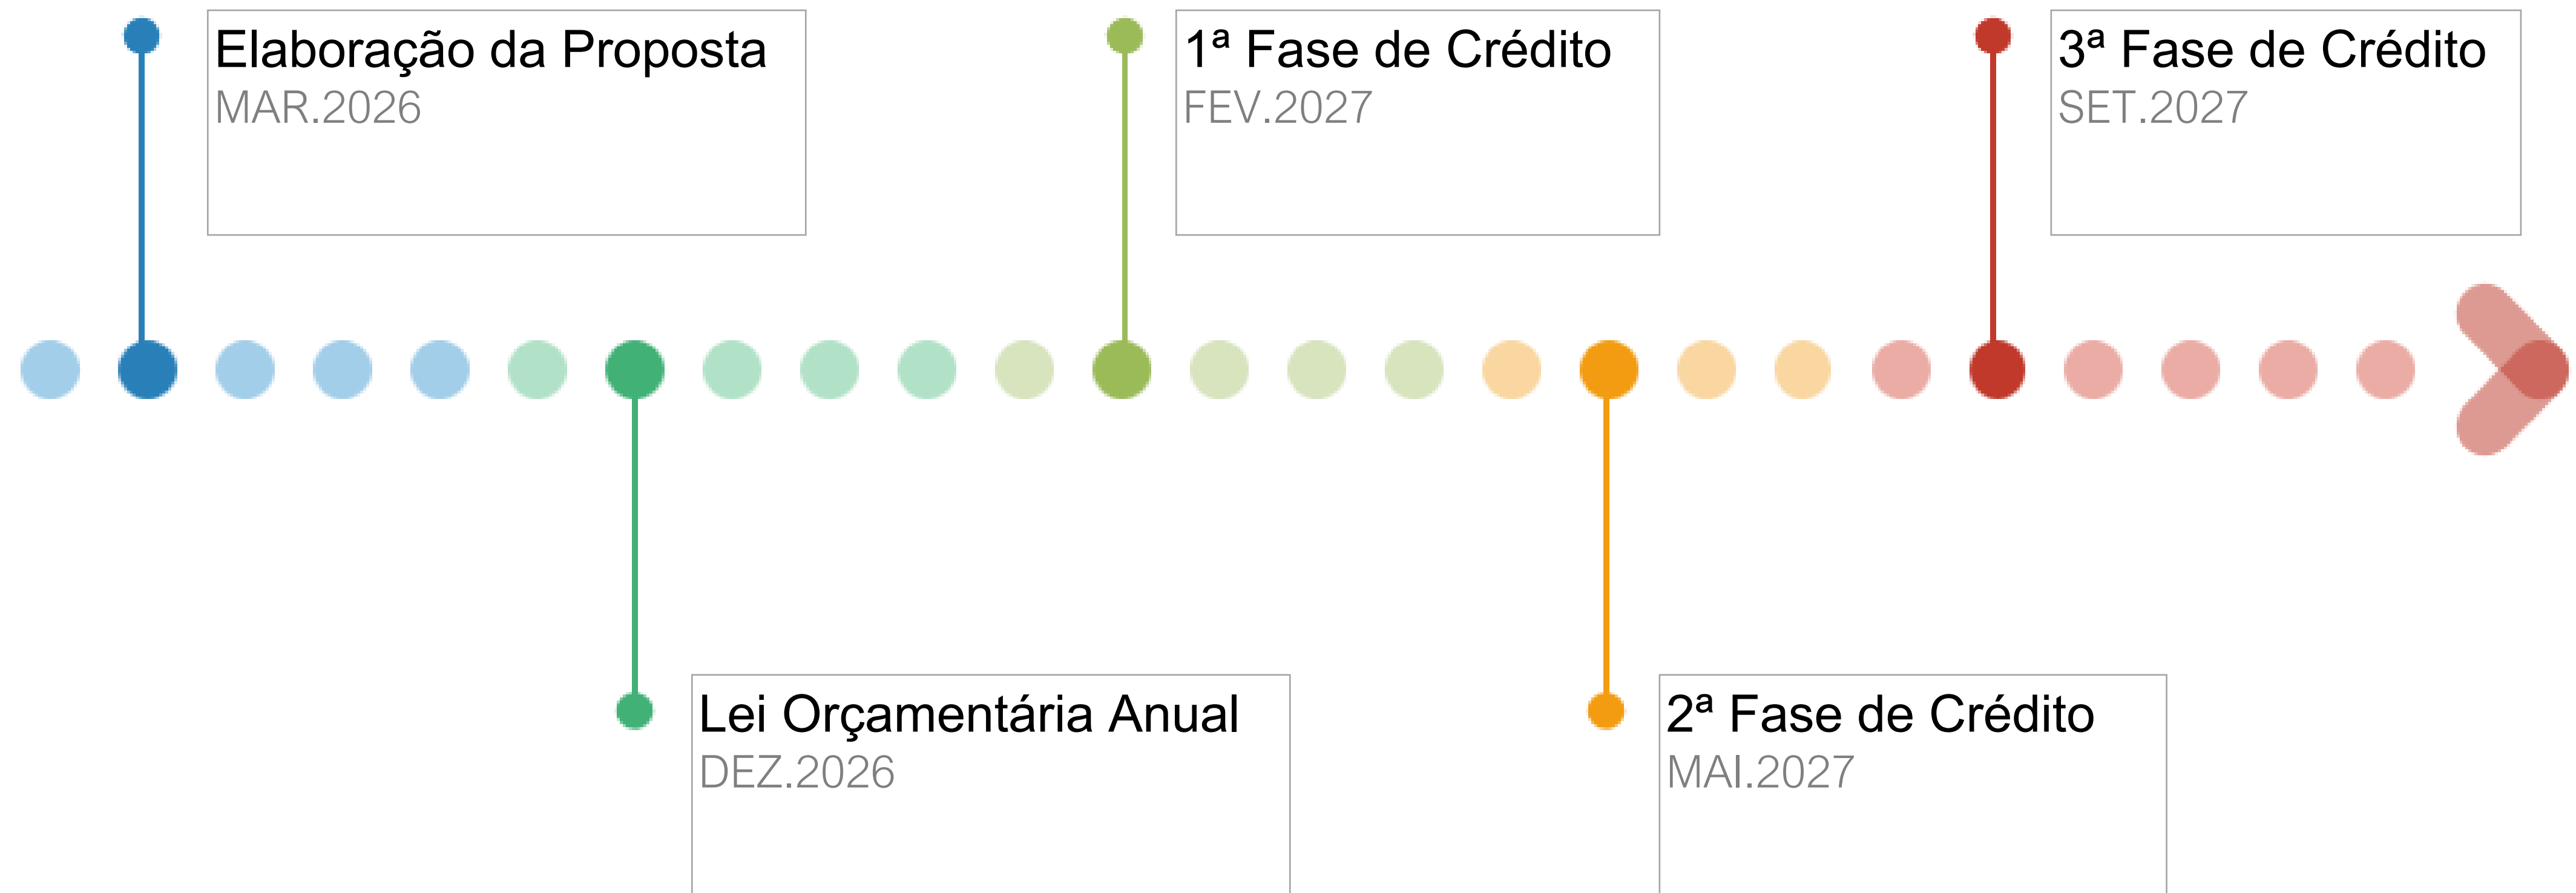 Elaboração da Proposta
MAR.2026
Lei Orçamentária Anual
DEZ.2026
1ª Fase de Crédito
FEV.2027
2ª Fase de Crédito
MAI.2027
3ª Fase de Crédito
SET.2027